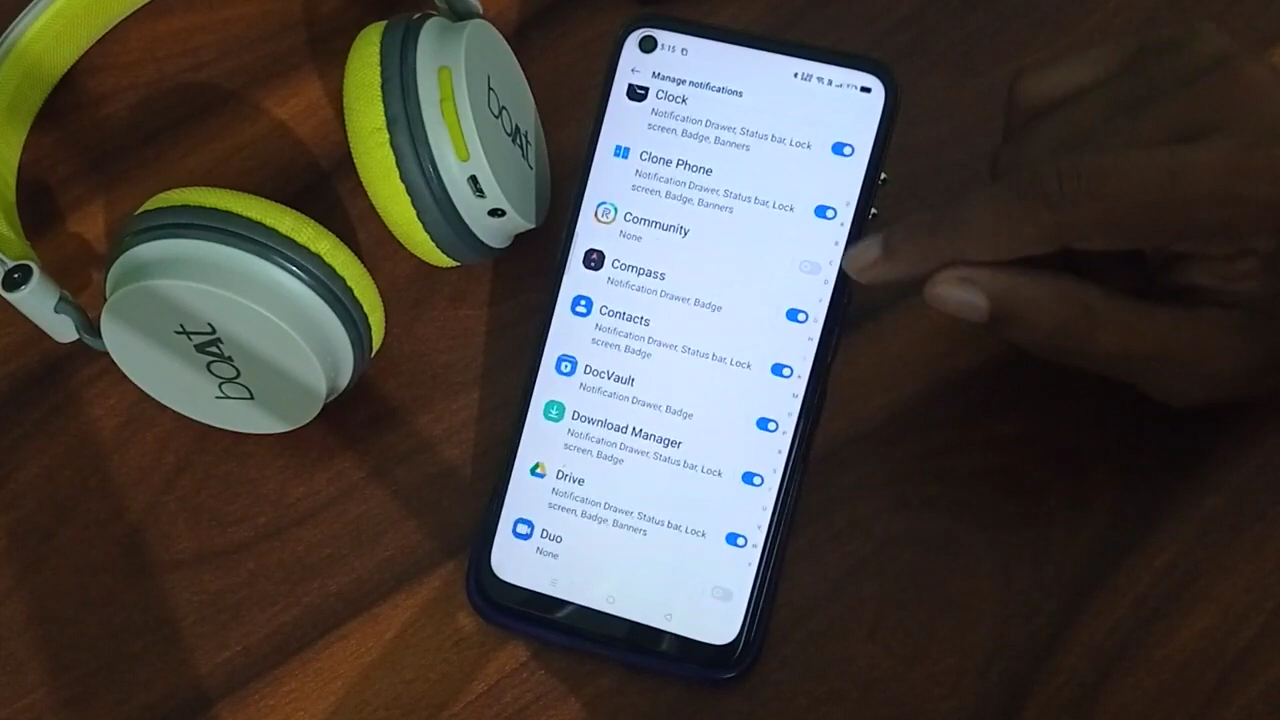 boAt
boAt
5:15
Manage notifications
Clock
Notification Drawer, Status bar, Lock
screen, Badge, Banners
Clone Phone
Notification Drawer, Status bar, Lock
screen, Badge, Banners
Community
None
Compass
Notification Drawer, Badge
Contacts
Notification Drawer, Status bar, Lock
screen, Badge
DocVault
Notification Drawer, Badge
Download Manager
Notification Drawer, Status bar, Lock
screen, Badge
Drive
Notification Drawer, Status bar, Lock
screen, Badge, Banners
Duo
None